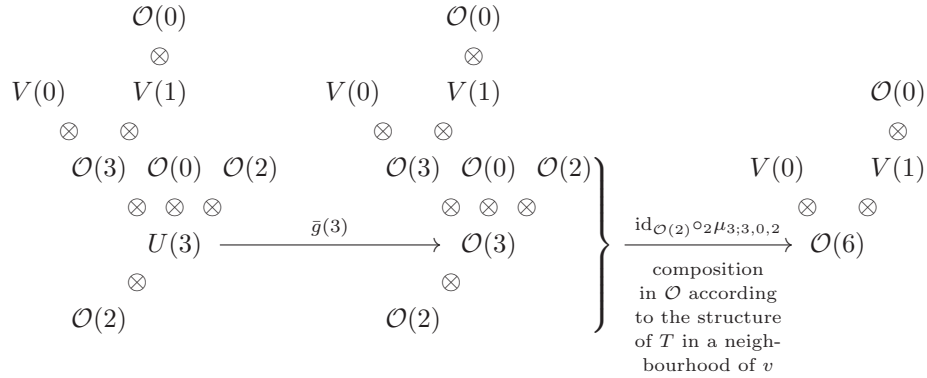 𝒪(0) 𝒪(0)
⊗ ⊗
V(0) V(1) V(0) V(1) 𝒪(0)
⊗ ⊗ ⊗ ⊗ ⊗
𝒪(3) 𝒪(0) 𝒪(2) 𝒪(3) 𝒪(0) 𝒪(2) V(0) V(1)
⊗ ⊗ ⊗ ⊗ ⊗ ⊗ ⊗ ⊗
ḡ(3) id_{𝒪(2)} ∘₂ μ_{3;3,0,2}
U(3) 𝒪(3) 𝒪(6)
⊗ ⊗
𝒪(2) 𝒪(2)
composition
in 𝒪 according
to the structure
of T in a neigh-
bourhood of v